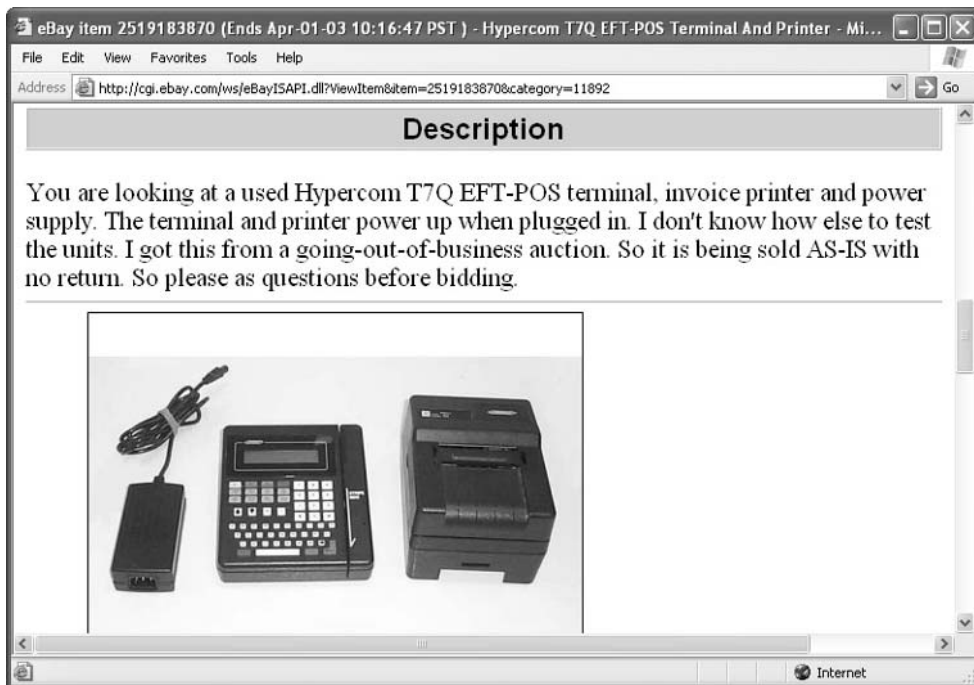 eBay item 2519183870 (Ends Apr-01-03 10:16:47 PST ) - Hypercom T7Q EFT-POS Terminal And Printer - Mi...
File Edit View Favorites Tools Help
Address http://cgi.ebay.com/ws/eBayISAPI.dll?ViewItem&item=2519183870&category=11892 Go
Description
You are looking at a used Hypercom T7Q EFT-POS terminal, invoice printer and power
supply. The terminal and printer power up when plugged in. I don't know how else to test
the units. I got this from a going-out-of-business auction. So it is being sold AS-IS with
no return. So please as questions before bidding.
Internet